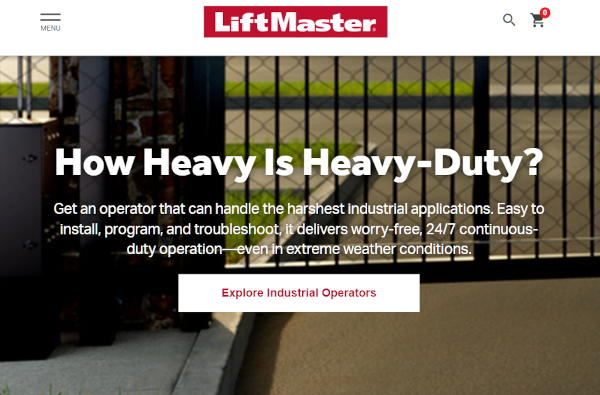 MENU
LiftMaster®
0
How Heavy Is Heavy-Duty?
Get an operator that can handle the harshest industrial applications. Easy to
install, program, and troubleshoot, it delivers worry-free, 24/7 continuous-
duty operation—even in extreme weather conditions.
Explore Industrial Operators